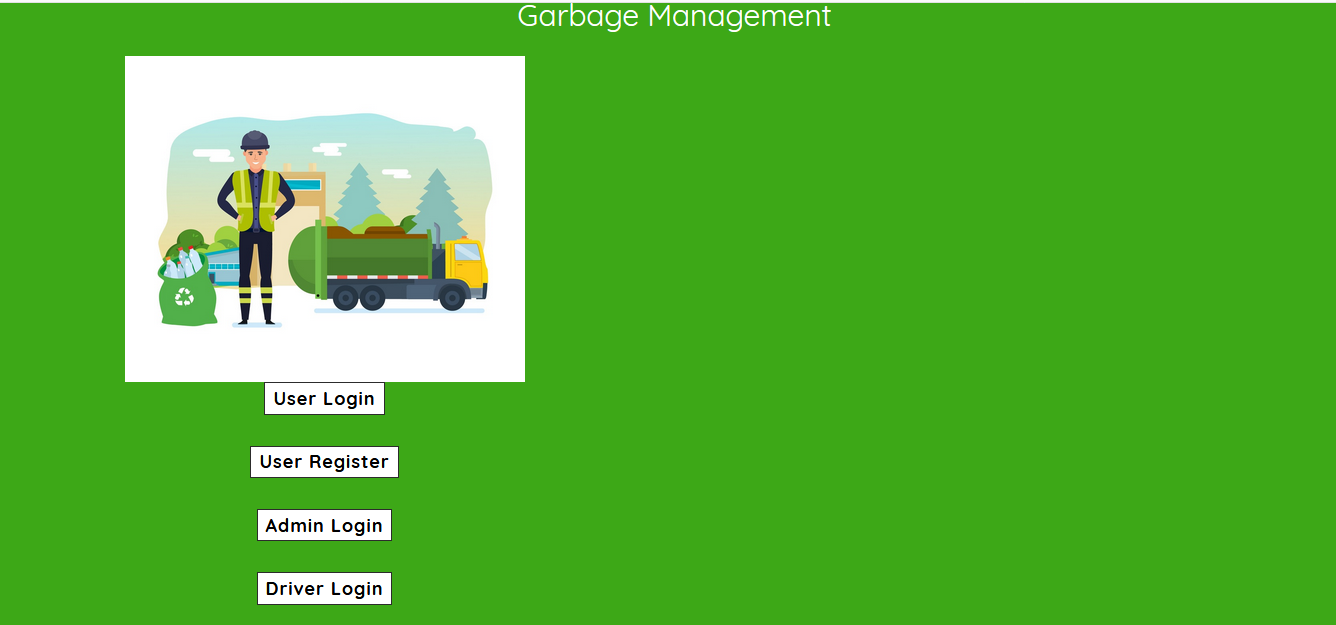 Garbage Management
User Login
User Register
Admin Login
Driver Login